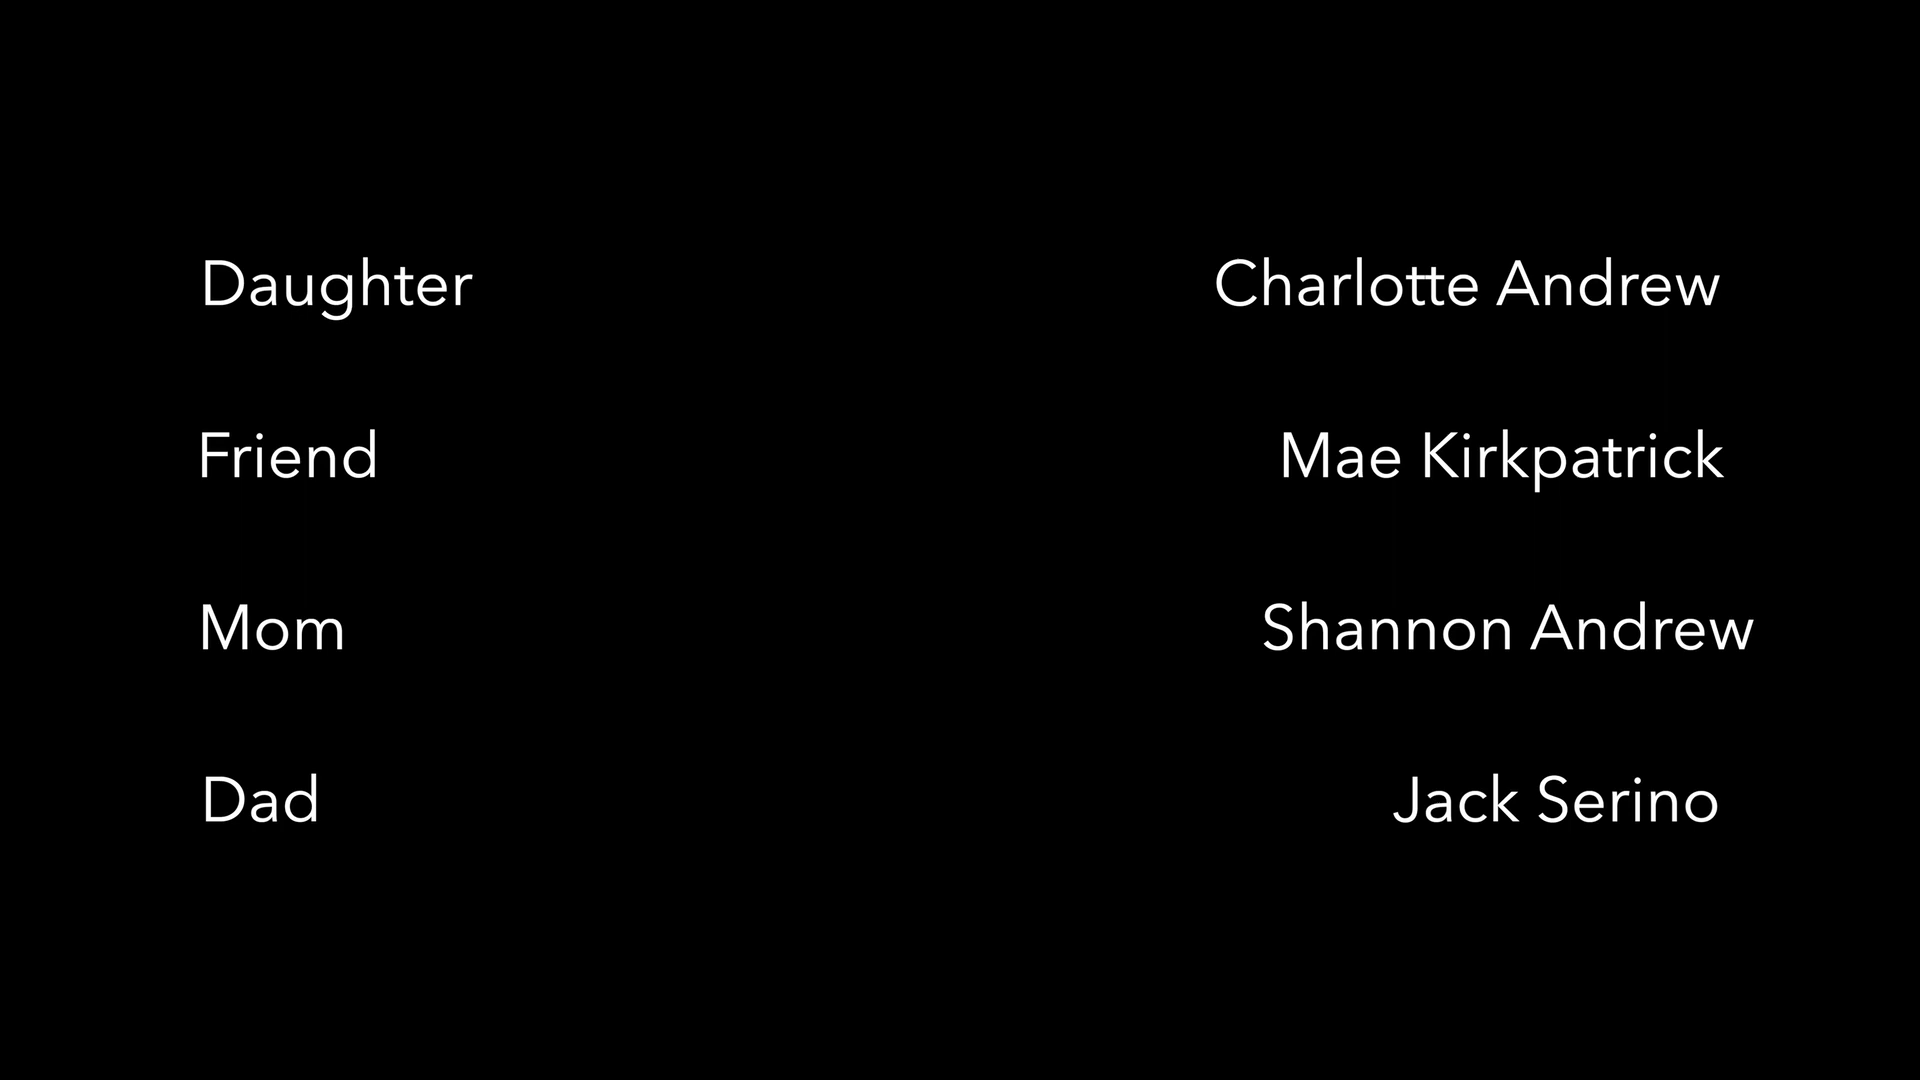 Daughter Charlotte Andrew
Friend Mae Kirkpatrick
Mom Shannon Andrew
Dad Jack Serino